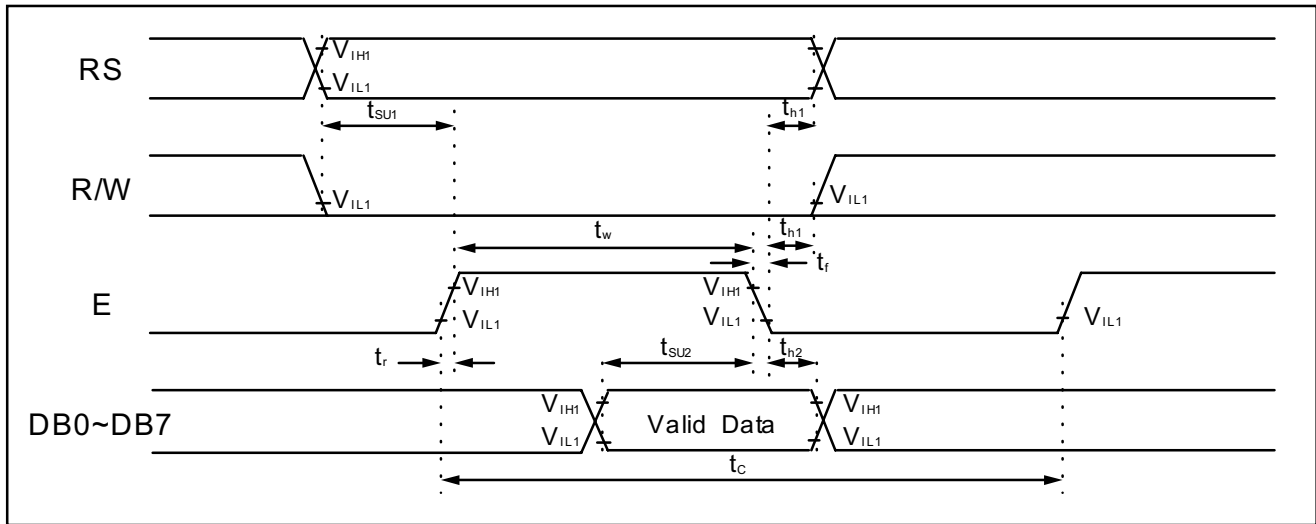 RS
VIH1
VIL1
tSU1
th1
R/W
VIL1
VIL1
tw
th1
tf
E
VIH1
VIL1
VIH1
VIL1
VIL1
tr
tSU2
th2
DB0~DB7
VIH1
VIL1
Valid Data
VIH1
VIL1
tC